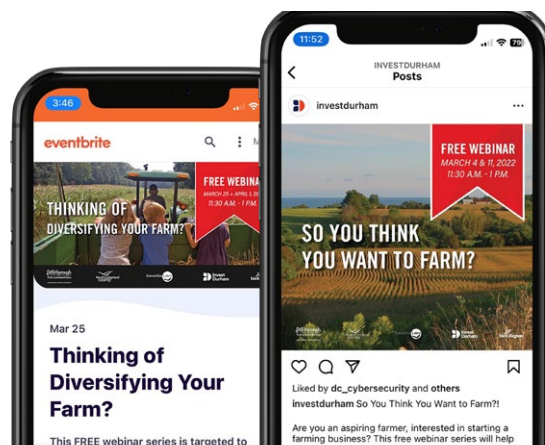 3:46
eventbrite
THINKING OF
DIVERSIFYING YOUR FARM?
FREE WEBINA
MARCH 25 + APRIL 1, 20
11:30 A.M. - 1 P.M.
Invest
Durham
Mar 25
Thinking of
Diversifying Your
Farm?
This FREE webinar series is targeted to
11:52
79
INVESTDURHAM
Posts
investdurham
FREE WEBINAR
MARCH 4 & 11, 2022
11:30 A.M. - 1 P.M.
SO YOU THINK
YOU WANT TO FARM?
Invest
Durham
York Region
Liked by dc_cybersecurity and others
investdurham So You Think You Want to Farm?!
Are you an aspiring farmer, interested in starting a
farming business? This free webinar series will help